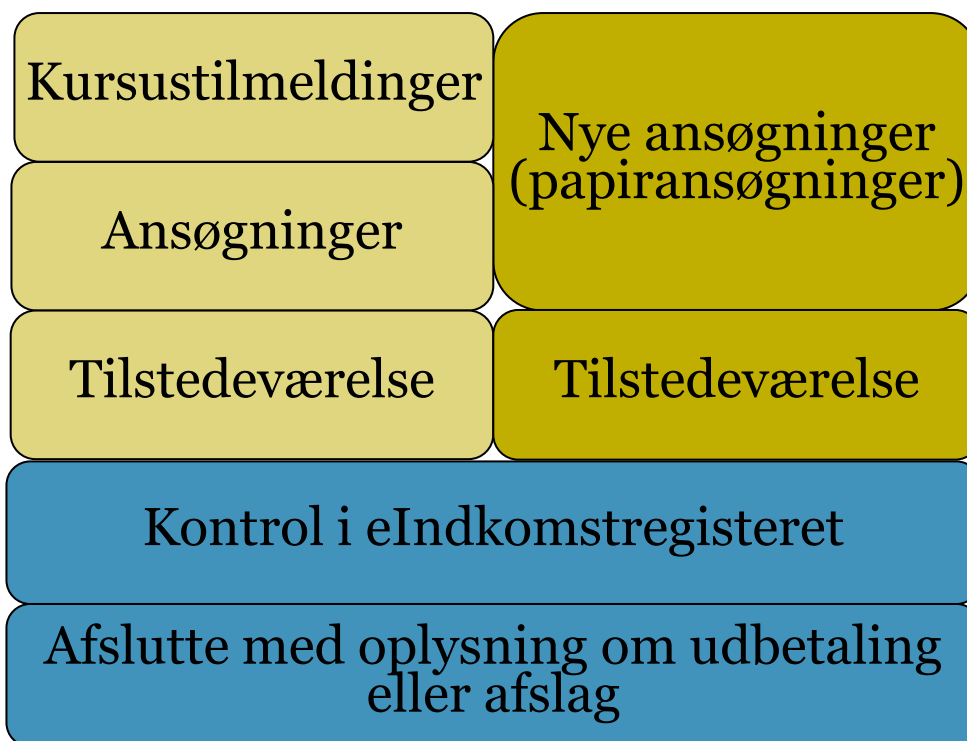 Kursustilmeldinger
Nye ansøgninger
(papiransøgninger)
Ansøgninger
Tilstedeværelse
Tilstedeværelse
Kontrol i eIndkomstregisteret
Afslutte med oplysning om udbetaling
eller afslag